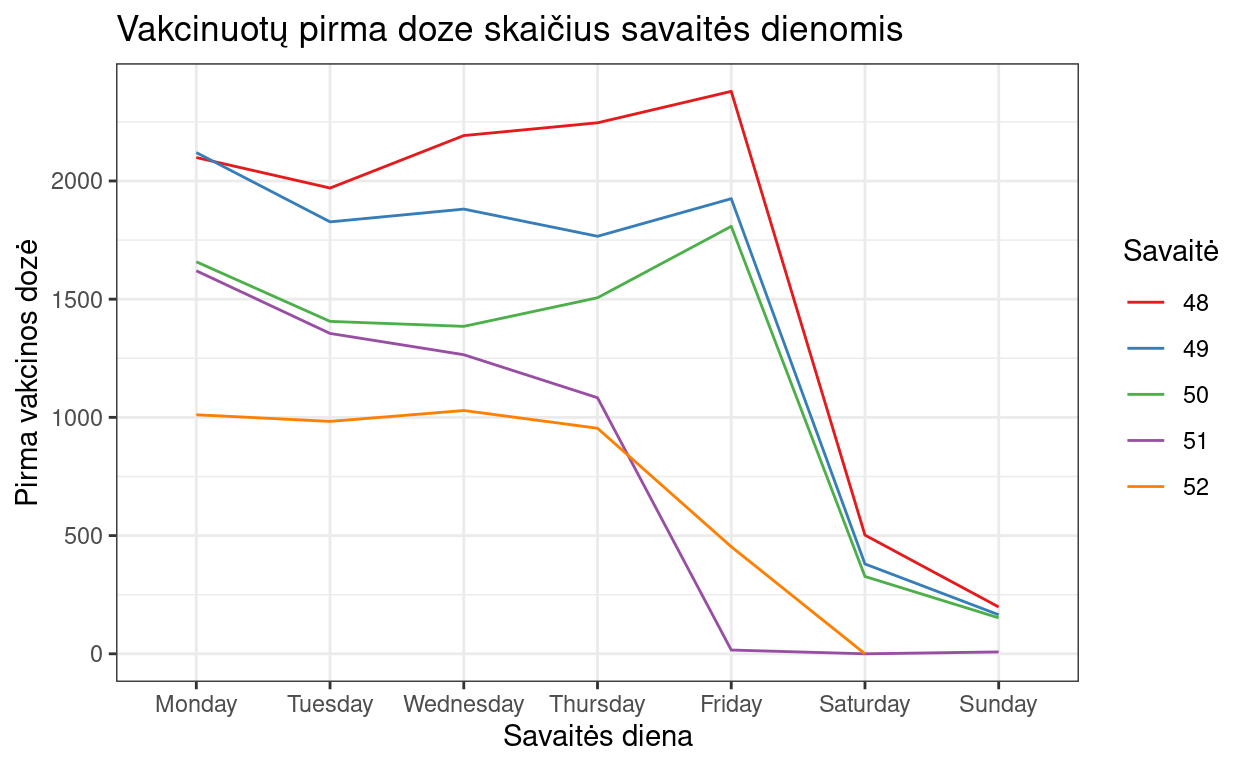 Vakcinuotų pirma doze skaičius savaitės dienomis
Pirma vakcinos dozė
2000
1500
1000
500
0
Monday Tuesday Wednesday Thursday Friday Saturday Sunday
Savaitės diena
Savaitė
48
49
50
51
52